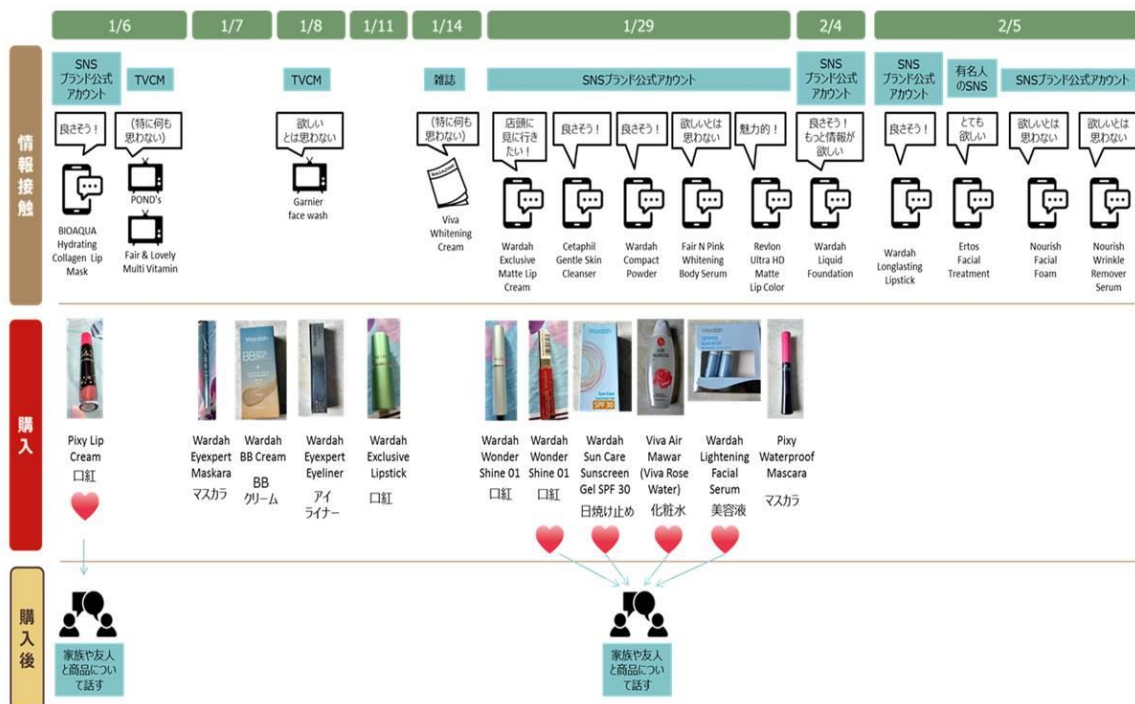 1/6
1/7
1/8
1/11
1/14
1/29
2/4
2/5
情報接触
SNS
ブランド公式
アカウント
TVCM
TVCM
雑誌
SNSブランド公式アカウント
SNS
ブランド公式
アカウント
SNS
ブランド公式
アカウント
有名人
のSNS
SNSブランド公式アカウント
良さそう！
（特に何も
思わない）
欲しい
とは思わない
（特に何も
思わない）
店頭に
見に行き
たい！
良さそう！
良さそう！
欲しいとは
思わない
魅力的！
良さそう！
もっと情報が
欲しい
良さそう！
とても
欲しい
欲しいとは
思わない
欲しいとは
思わない
BIOAQUA
Hydrating
Collagen Lip
Mask
POND's
Fair & Lovely
Multi Vitamin
Garnier
face wash
MAGAZINE
Viva
Whitening
Cream
Wardah
Exclusive
Matte Lip
Cream
Cetaphil
Gentle Skin
Cleanser
Wardah
Compact
Powder
Fair N Pink
Whitening
Body Serum
Revlon
Ultra HD
Matte
Lip Color
Wardah
Liquid
Foundation
Wardah
Longlasting
Lipstick
Ertos
Facial
Treatment
Nourish
Facial
Foam
Nourish
Wrinkle
Remover
Serum
購入
Wardah
BB
Sun Care
SPF 30
Wardah
Pixy Lip
Cream
口紅
Wardah
Eyexpert
Maskara
マスカラ
Wardah
BB Cream
BB
クリーム
Wardah
Eyexpert
Eyeliner
アイ
ライナー
Wardah
Exclusive
Lipstick
口紅
Wardah
Wonder
Shine 01
口紅
Wardah
Wonder
Shine 01
口紅
Wardah
Sun Care
Sunscreen
Gel SPF 30
日焼け止め
Viva Air
Mawar
(Viva Rose
Water)
化粧水
Wardah
Lightening
Facial
Serum
美容液
Pixy
Waterproof
Mascara
マスカラ
購入後
家族や友人
と商品につい
て話す
家族や友人
と商品につい
て話す